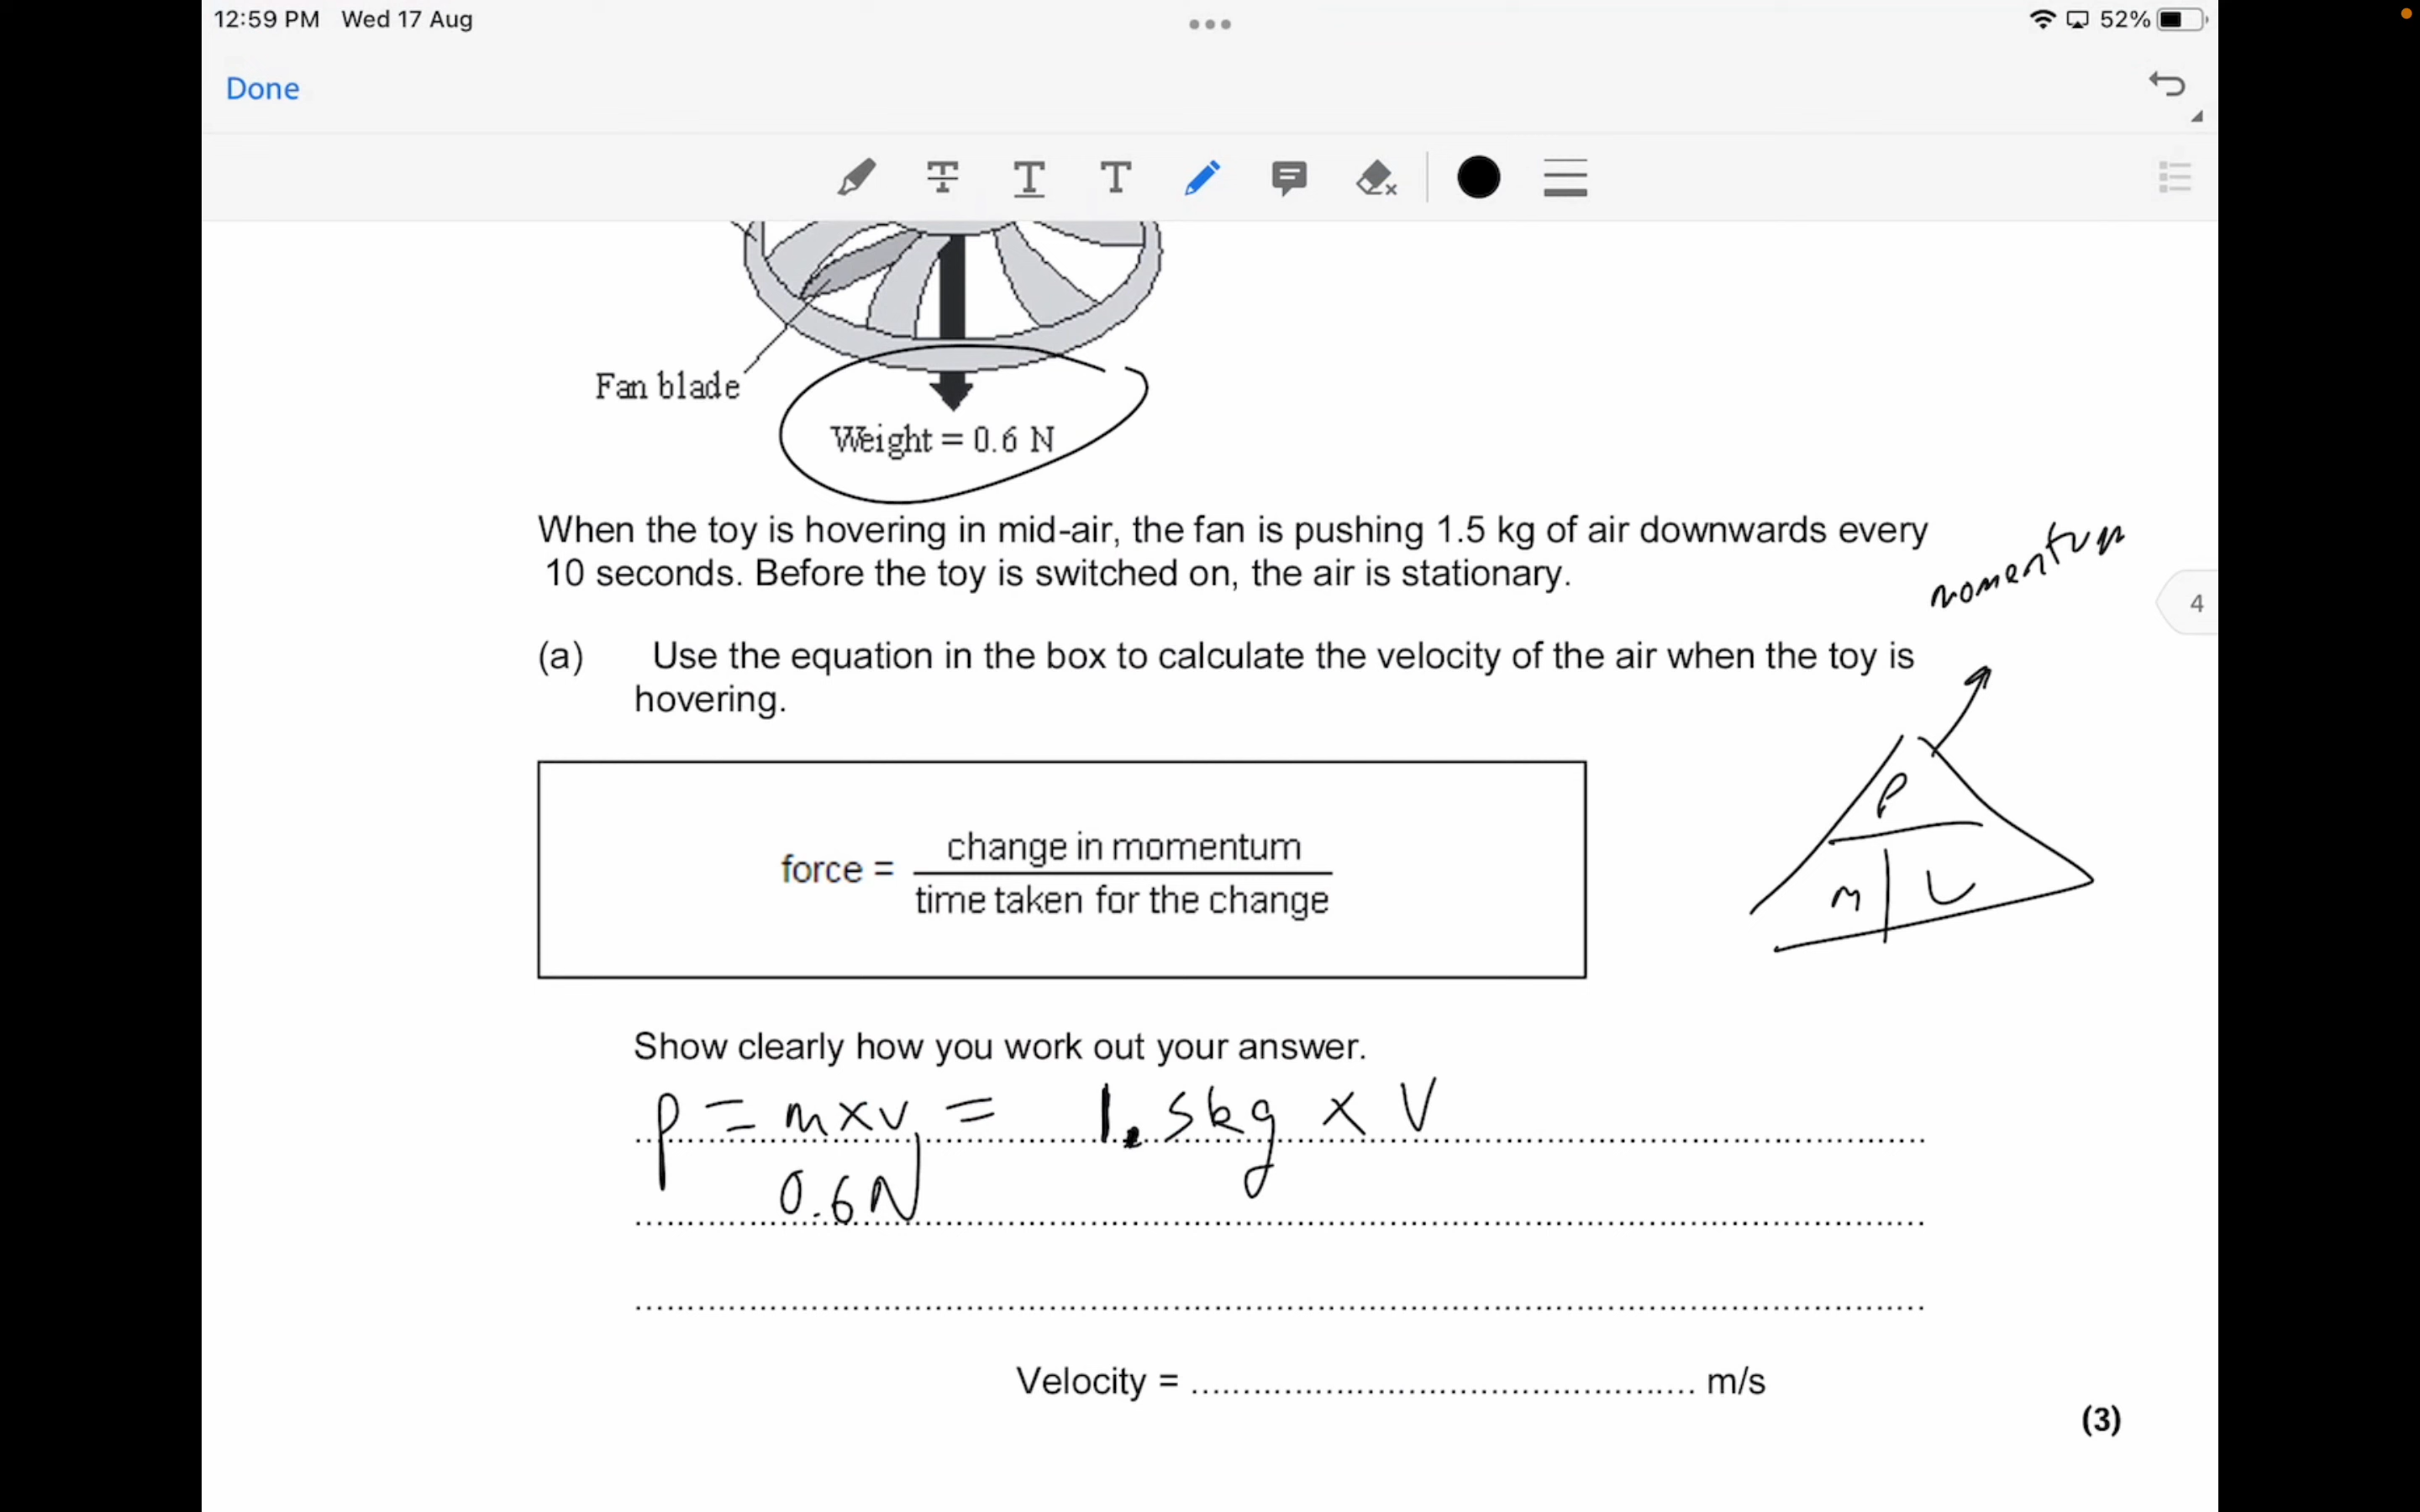 12:59 PM Wed 17 Aug
52%
Done
Fan blade
Weight = 0.6 N
When the toy is hovering in mid-air, the fan is pushing 1.5 kg of air downwards every
10 seconds. Before the toy is switched on, the air is stationary.
momentum
4
(a) Use the equation in the box to calculate the velocity of the air when the toy is
hovering.
P
m V
force = change in momentum
time taken for the change
Show clearly how you work out your answer.
p = m x v = 1.5kg x V
0.6N
Velocity = ................................................ m/s
(3)